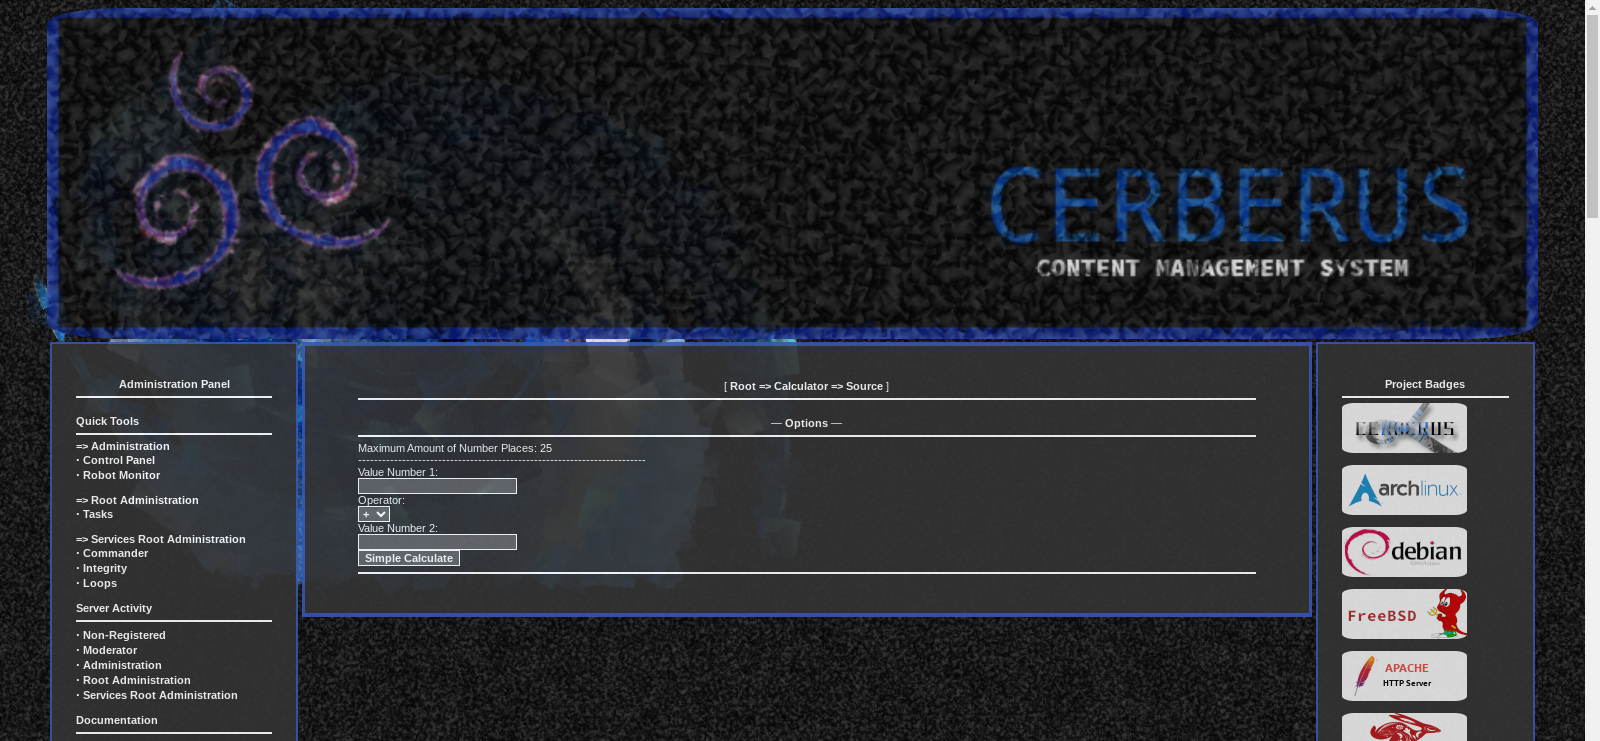 CERBERUS
CONTENT MANAGEMENT SYSTEM
Administration Panel
Quick Tools
=> Administration
· Control Panel
· Robot Monitor
=> Root Administration
· Tasks
=> Services Root Administration
· Commander
· Integrity
· Loops
Server Activity
· Non-Registered
· Moderator
· Administration
· Root Administration
· Services Root Administration
Documentation
[ Root => Calculator => Source ]
— Options —
Maximum Amount of Number Places: 25
------------------------------------------------------------------------
Value Number 1:
Operator:
+
Value Number 2:
Simple Calculate
Project Badges
CERBERUS
archlinux
debian
FreeBSD
APACHE
HTTP Server